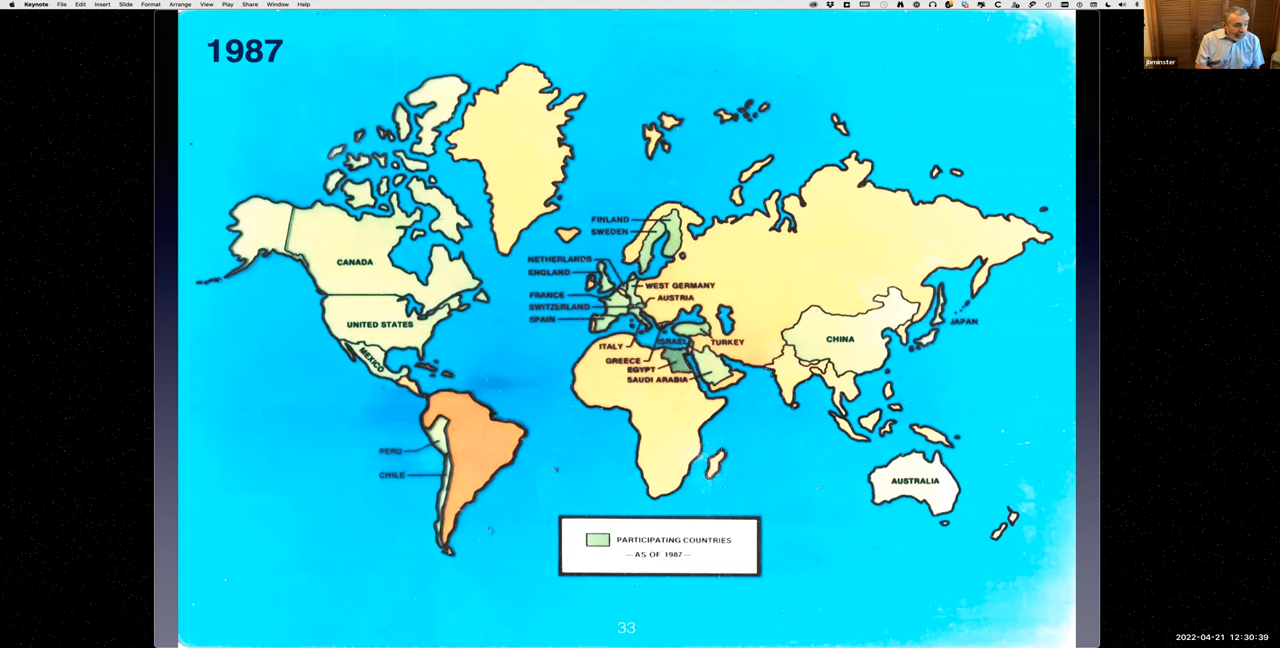 Keynote File Edit Insert Slide Format Arrange View Play Share Window Help
jbminster
1987
FINLAND
SWEDEN
NETHERLANDS
ENGLAND
WEST GERMANY
CANADA
FRANCE
AUSTRIA
SWITZERLAND
SPAIN
JAPAN
UNITED STATES
CHINA
ITALY
ISRAEL
TURKEY
MEXICO
GREECE
EGYPT
SAUDI ARABIA
PERU
CHILE
AUSTRALIA
PARTICIPATING COUNTRIES
—AS OF 1987—
33
2022-04-21 12:30:39